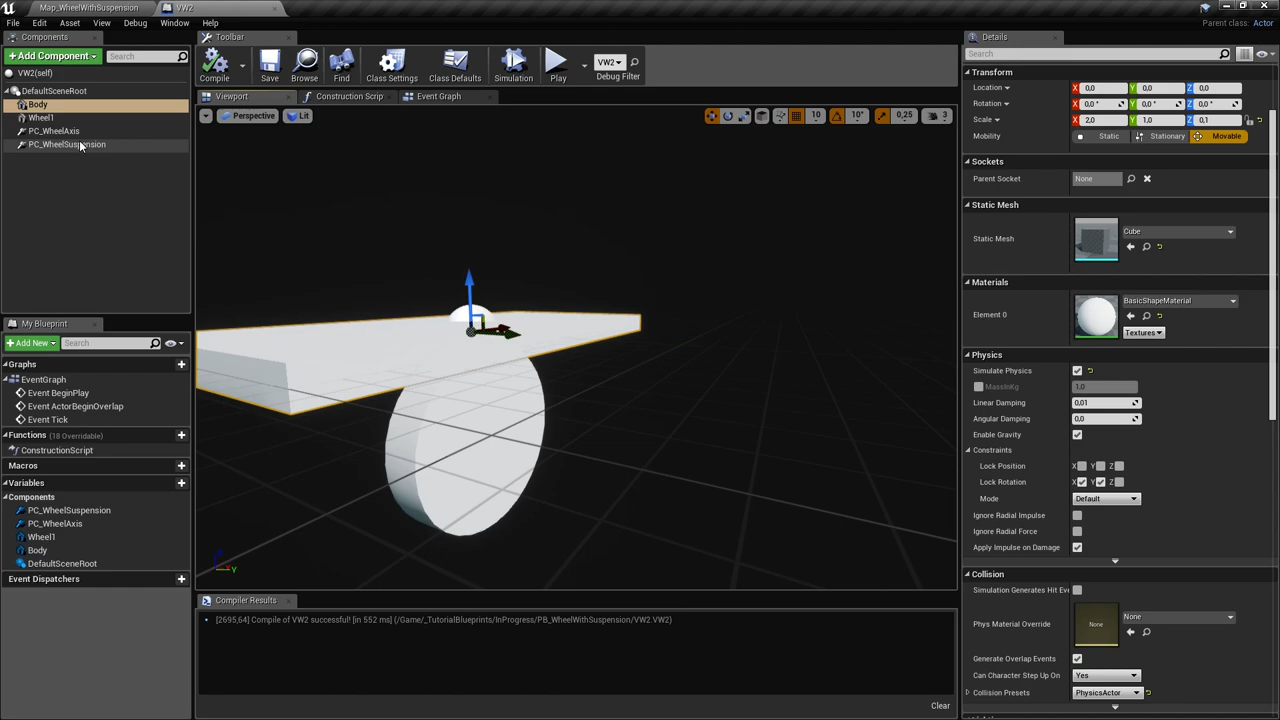 Map_WheelWithSuspension
VW2
File Edit Asset View Debug Window Help
Parent class: Actor
Components
Add Component
Search
VW2(self)
DefaultSceneRoot
Body
Wheel1
PC_WheelAxis
PC_WheelSuspension
My Blueprint
Add New
Search
Graphs
EventGraph
Event BeginPlay
Event ActorBeginOverlap
Event Tick
Functions (18 Overridable)
ConstructionScript
Macros
Variables
Components
PC_WheelSuspension
PC_WheelAxis
Wheel1
Body
DefaultSceneRoot
Event Dispatchers
Toolbar
Compile Save Browse Find Class Settings Class Defaults Simulation Play
VW2
Debug Filter
Viewport Construction Scrip Event Graph
Perspective Lit
10 10° 0,25 3
X Y
Compiler Results
[2695,64] Compile of VW2 successful! [in 552 ms] (/Game/_TutorialBlueprints/InProgress/PB_WheelWithSuspension/VW2.VW2)
Clear
Details
Search
Transform
Location X 0,0 Y 0,0 Z 0,0
Rotation X 0,0 ° Y 0,0 ° Z 0,0 °
Scale X 2,0 Y 1,0 Z 0,1
Mobility Static Stationary Movable
Sockets
Parent Socket None
Static Mesh
Static Mesh Cube
Materials
Element 0 BasicShapeMaterial
Textures
Physics
Simulate Physics
MassInKg 1,0
Linear Damping 0,01
Angular Damping 0,0
Enable Gravity
Constraints
Lock Position X Y Z
Lock Rotation X Y Z
Mode Default
Ignore Radial Impulse
Ignore Radial Force
Apply Impulse on Damage
Collision
Simulation Generates Hit Eve
Phys Material Override None None
Generate Overlap Events
Can Character Step Up On Yes
Collision Presets PhysicsActor